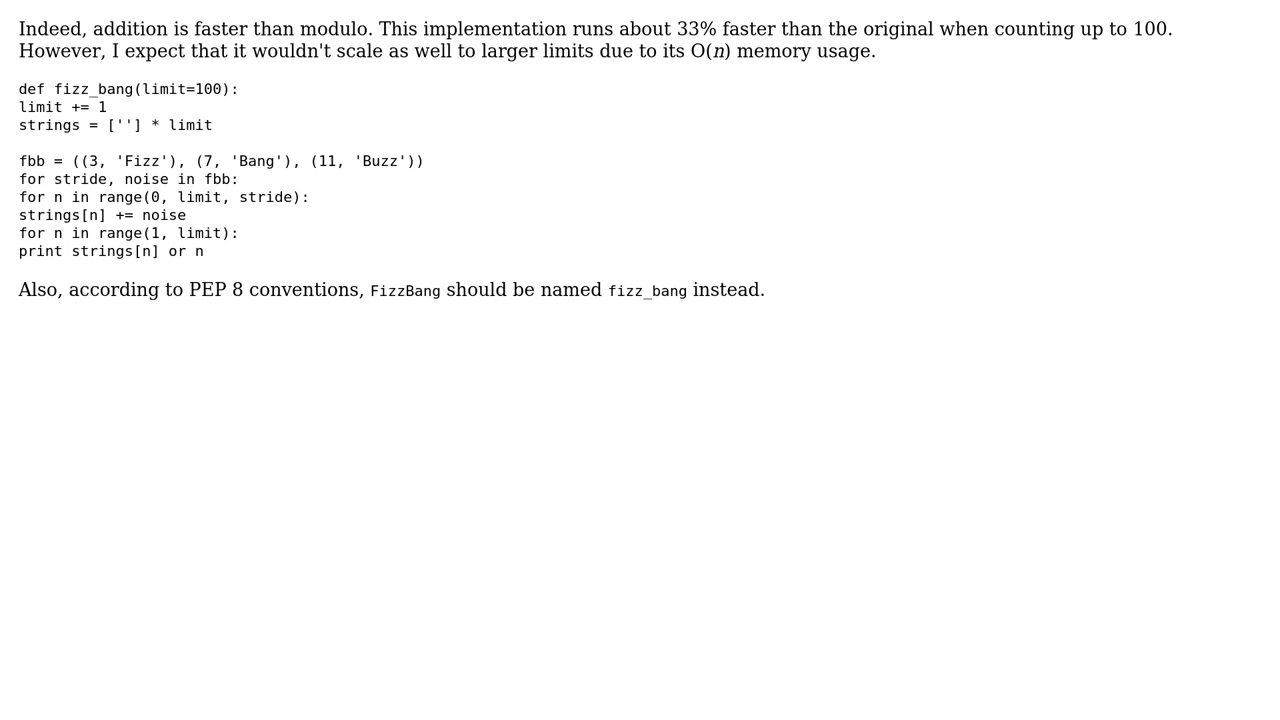 Indeed, addition is faster than modulo. This implementation runs about 33% faster than the original when counting up to 100.
However, I expect that it wouldn't scale as well to larger limits due to its O(n) memory usage.
def fizz_bang(limit=100):
limit += 1
strings = [''] * limit
fbb = ((3, 'Fizz'), (7, 'Bang'), (11, 'Buzz'))
for stride, noise in fbb:
for n in range(0, limit, stride):
strings[n] += noise
for n in range(1, limit):
print strings[n] or n
Also, according to PEP 8 conventions, FizzBang should be named fizz_bang instead.